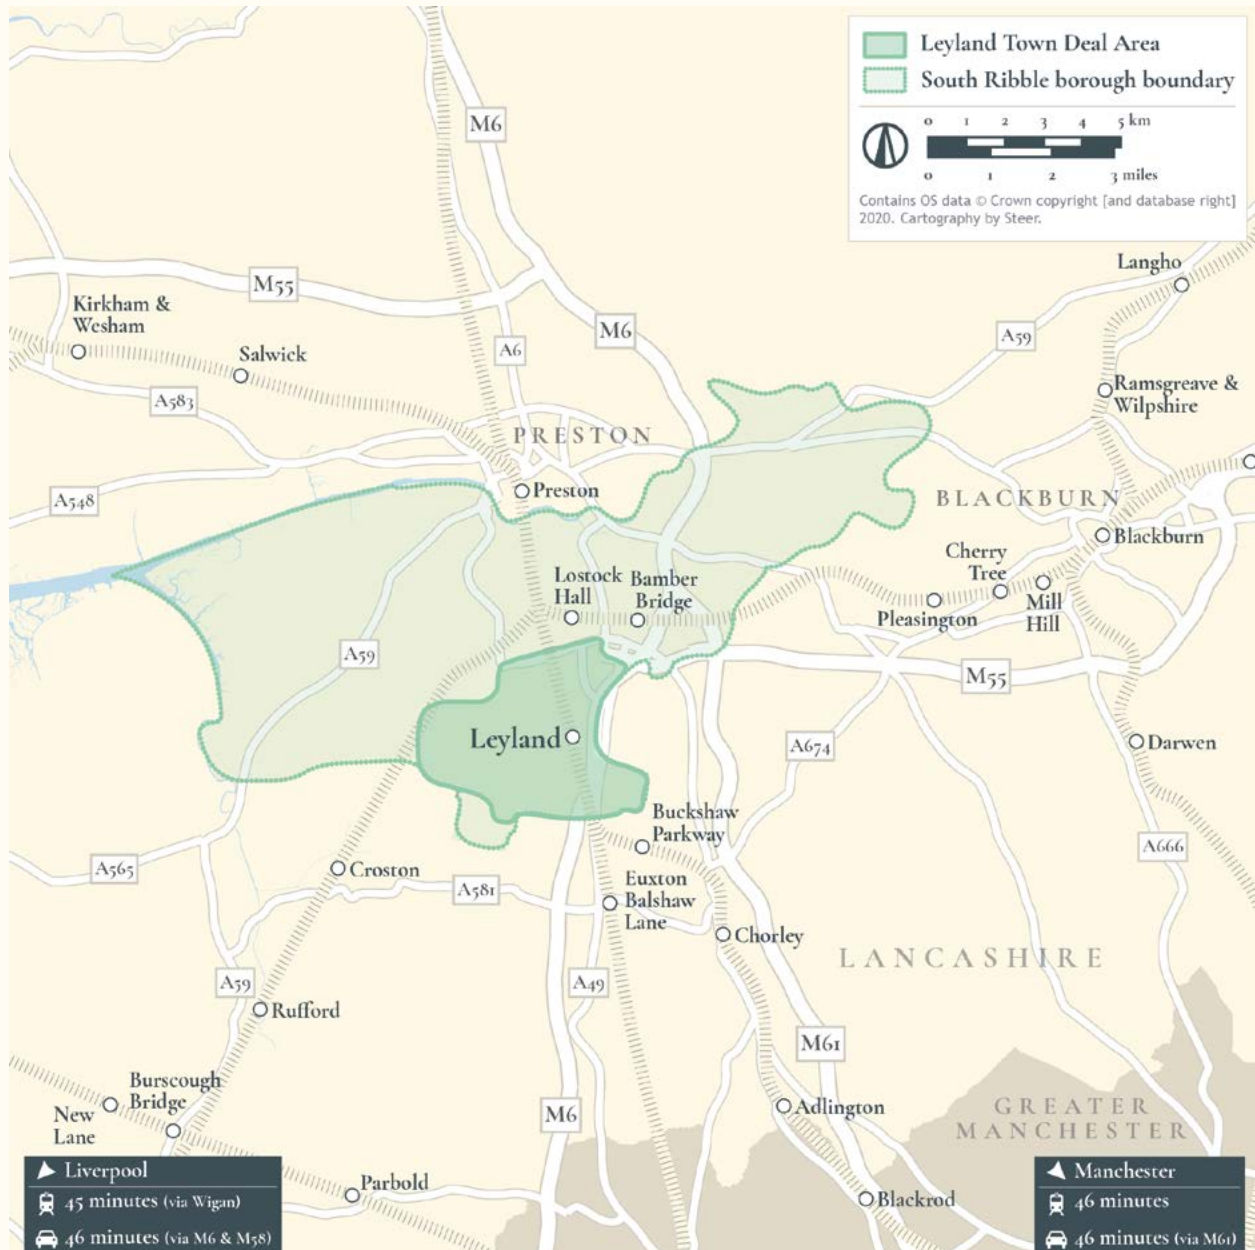 Leyland Town Deal Area
South Ribble borough boundary
0 1 2 3 4 5 km
0 1 2 3 miles
Contains OS data © Crown copyright [and database right]
2020. Cartography by Steer.
M6
Langho
M55
Kirkham &
Wesham
M6
A59
Salwick
A6
Ramsgreave &
Wilpshire
A583
PRESTON
Preston
A548
BLACKBURN
Blackburn
Cherry
Tree
Lostock
Hall
Bamber
Bridge
Pleasington
Mill
Hill
A59
M55
Leyland
A674
Darwen
Buckshaw
Parkway
A666
A565
Croston
A581
Euxton
Balshaw
Lane
Chorley
LANCASHIRE
A59
A49
Rufford
M61
Burscough
Bridge
New
Lane
M6
Adlington
GREATER
MANCHESTER
Parbold
Blackrod
Liverpool
45 minutes (via Wigan)
46 minutes (via M6 & M58)
Manchester
46 minutes
46 minutes (via M61)